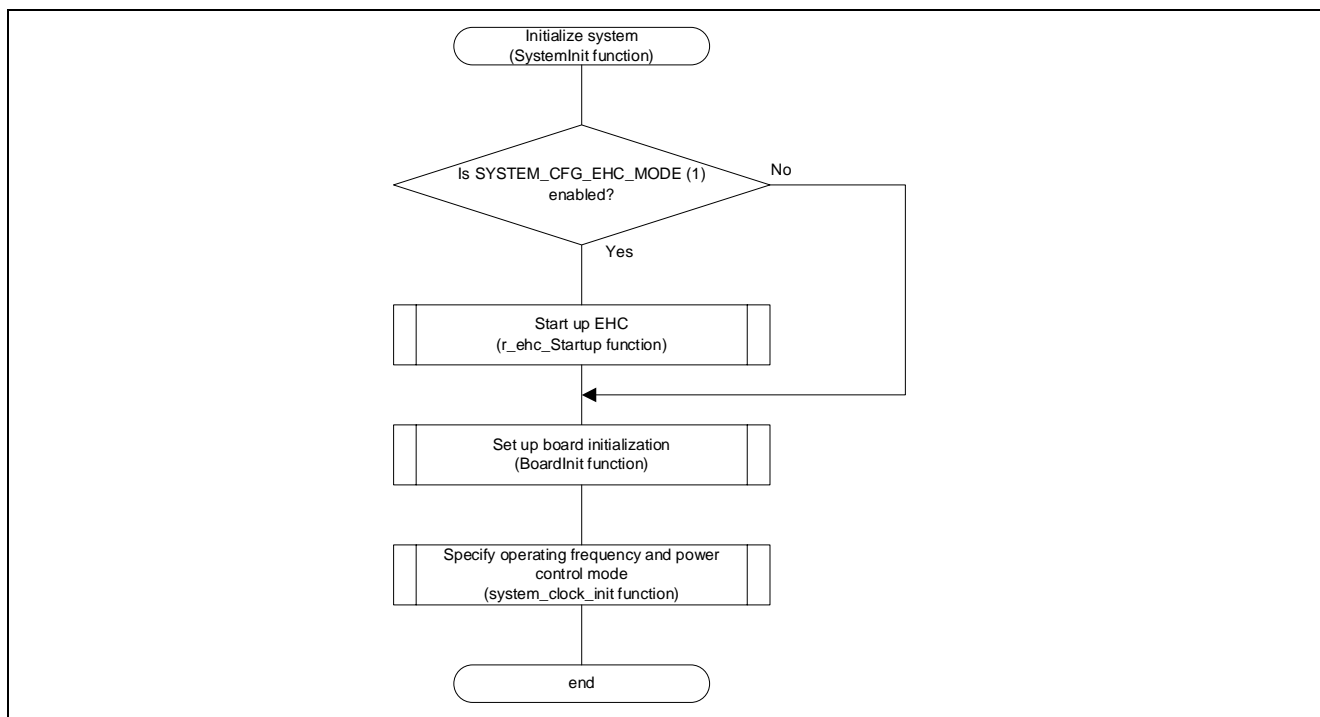 Initialize system
(SystemInit function)
Is SYSTEM_CFG_EHC_MODE (1)
enabled?
No
Yes
Start up EHC
(r_ehc_Startup function)
Set up board initialization
(BoardInit function)
Specify operating frequency and power
control mode
(system_clock_init function)
end